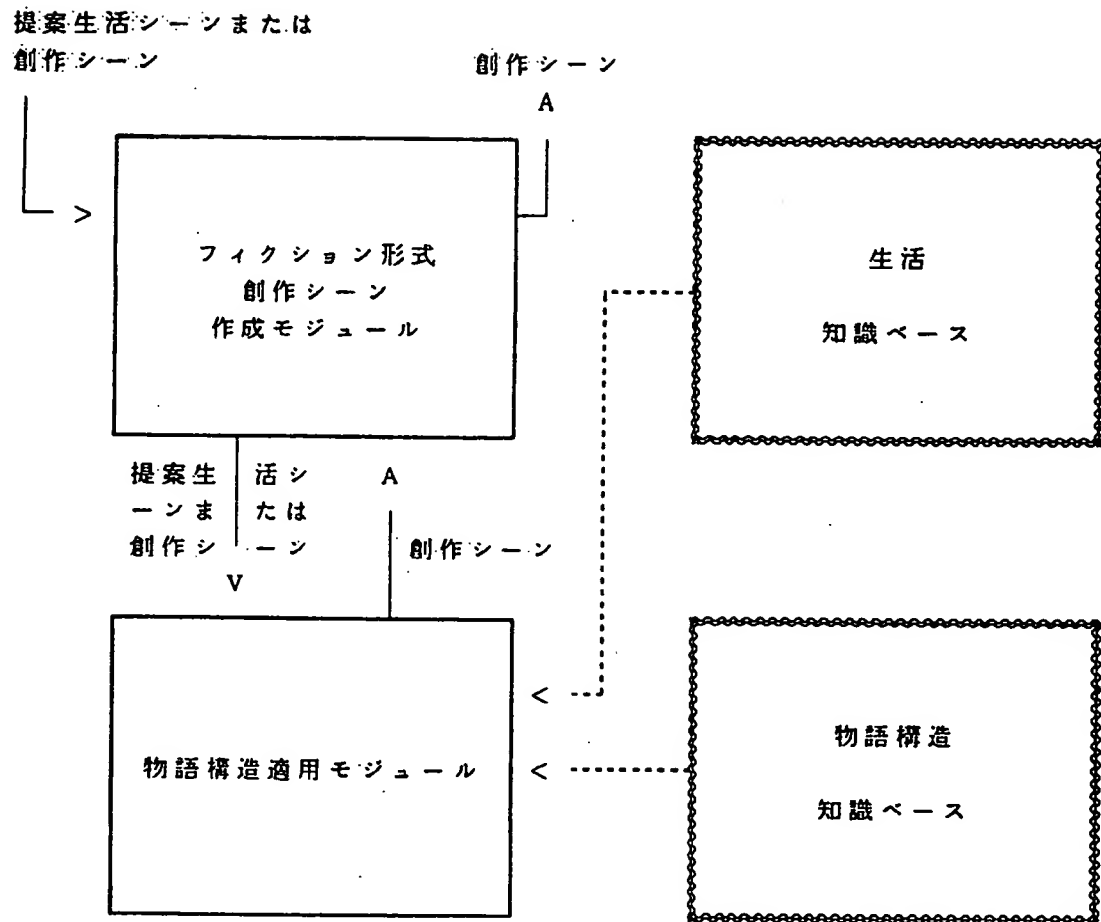 提案生活シーンまたは
創作シーン
創作シーン
A
>
フィクション形式
創作シーン
作成モジュール
生活
知識ベース
提案生活シ
ーンまたは
創作シーン
V
A
創作シーン
物語構造適用モジュール
<
<
物語構造
知識ベース